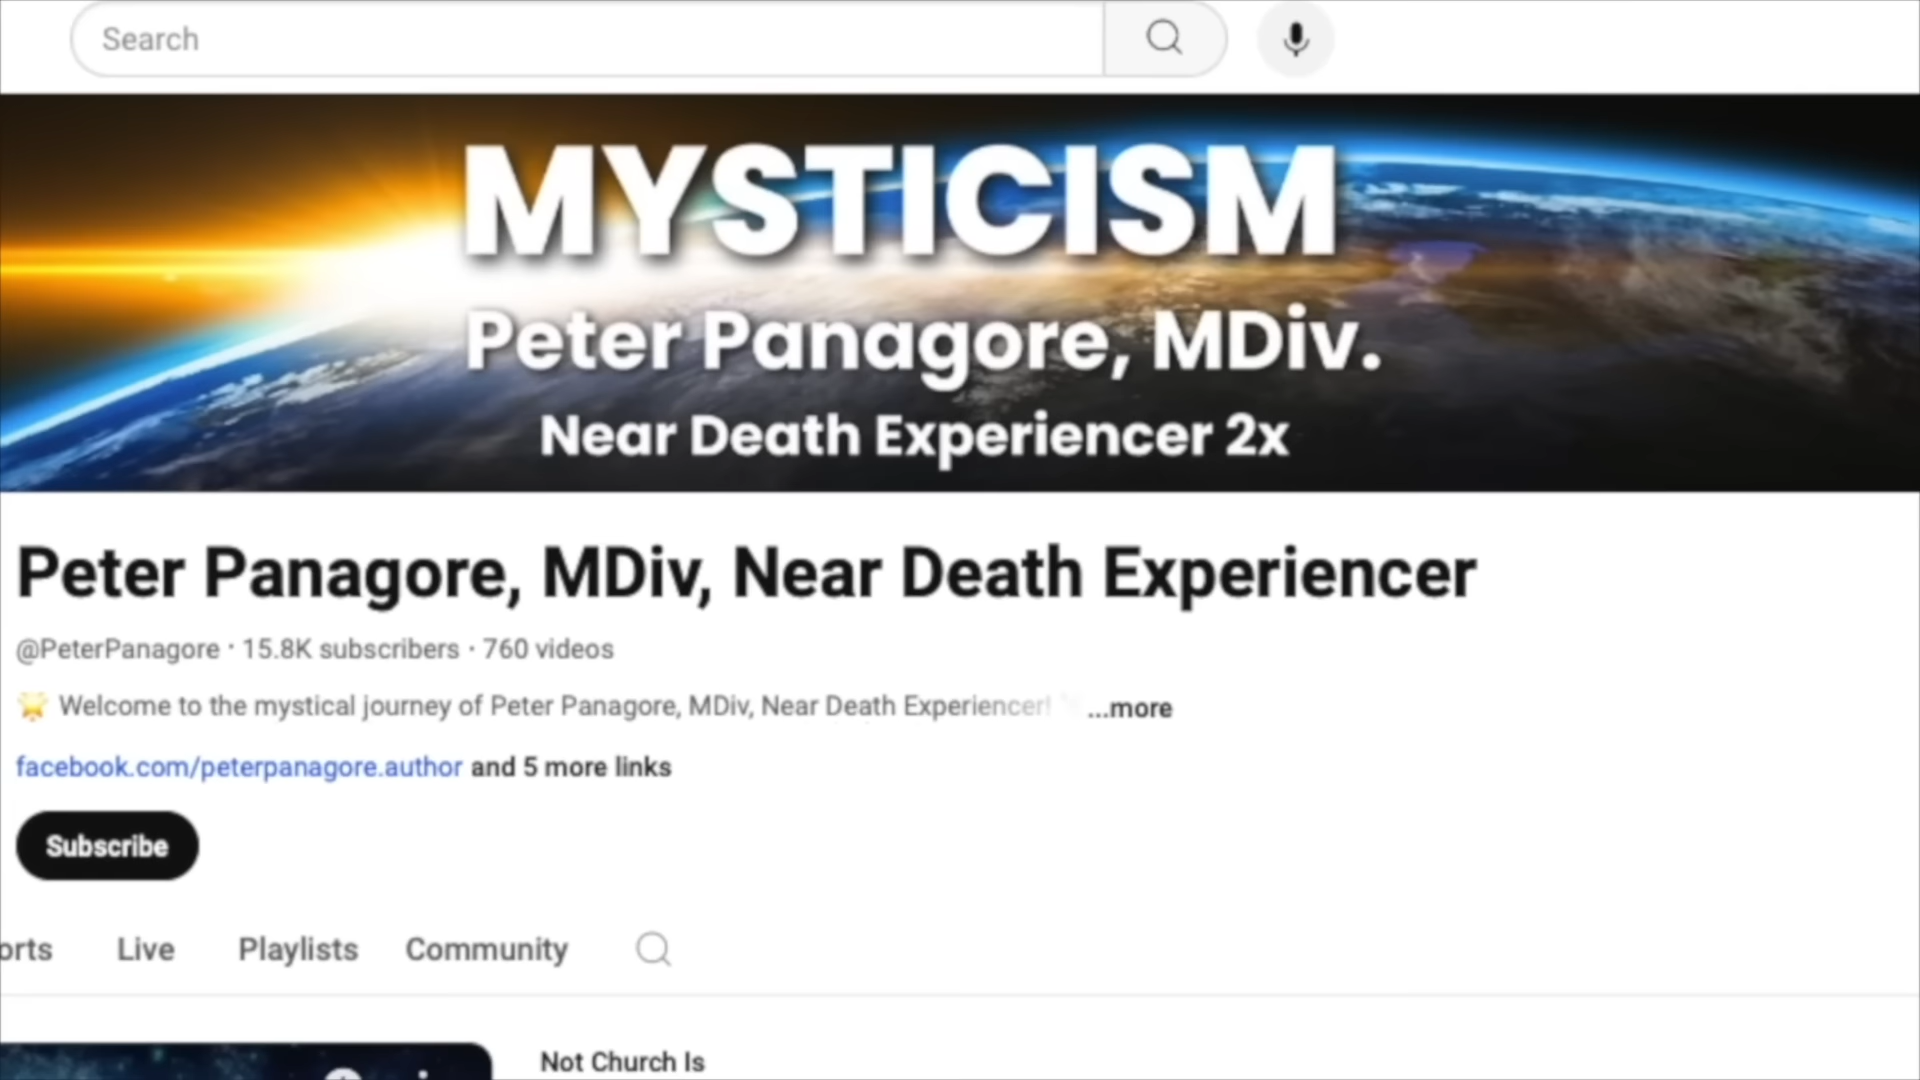 Search
MYSTICISM
Peter Panagore, MDiv.
Near Death Experiencer 2x
Peter Panagore, MDiv, Near Death Experiencer
@PeterPanagore · 15.8K subscribers · 760 videos
🌟 Welcome to the mystical journey of Peter Panagore, MDiv, Near Death Experiencer! ...more
facebook.com/peterpanagore.author and 5 more links
Subscribe
orts Live Playlists Community
Not Church Is